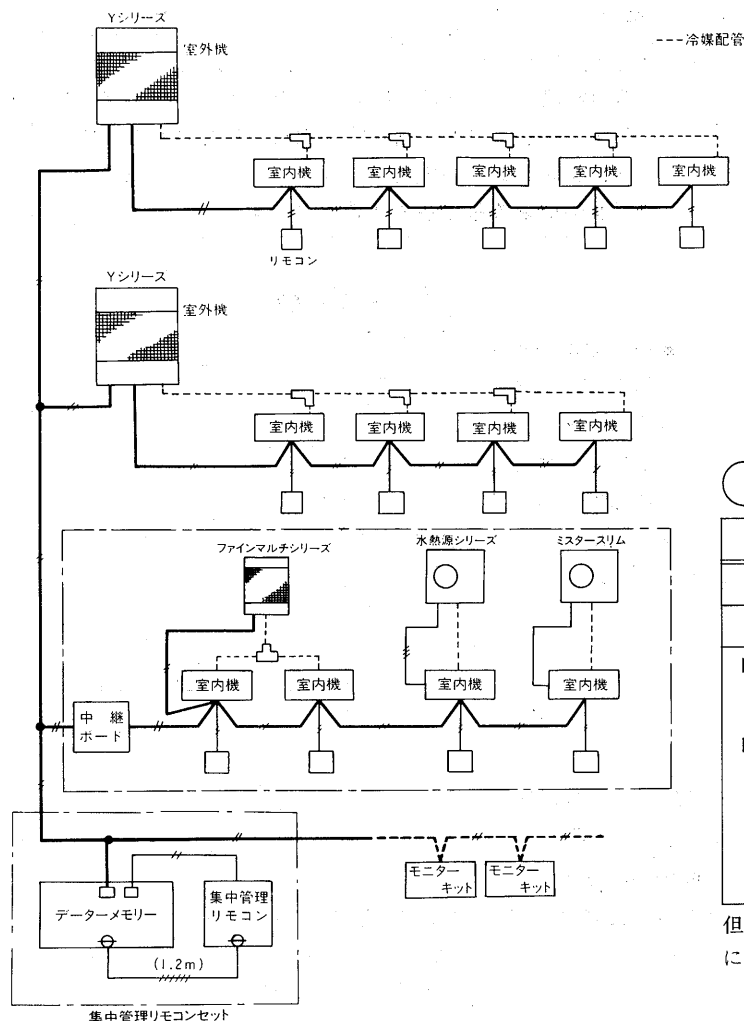 Yシリーズ
室外機
---冷媒配管
室内機 室内機 室内機 室内機 室内機
リモコン
Yシリーズ
室外機
室内機 室内機 室内機 室内機
ファインマルチシリーズ 水熱源シリーズ ミスタースリム
室内機 室内機 室内機 室内機
中継
ボード
モニター
キット
モニター
キット
データーメモリー
集中管理
リモコン
(1.2m)
集中管理リモコンセット
但
に